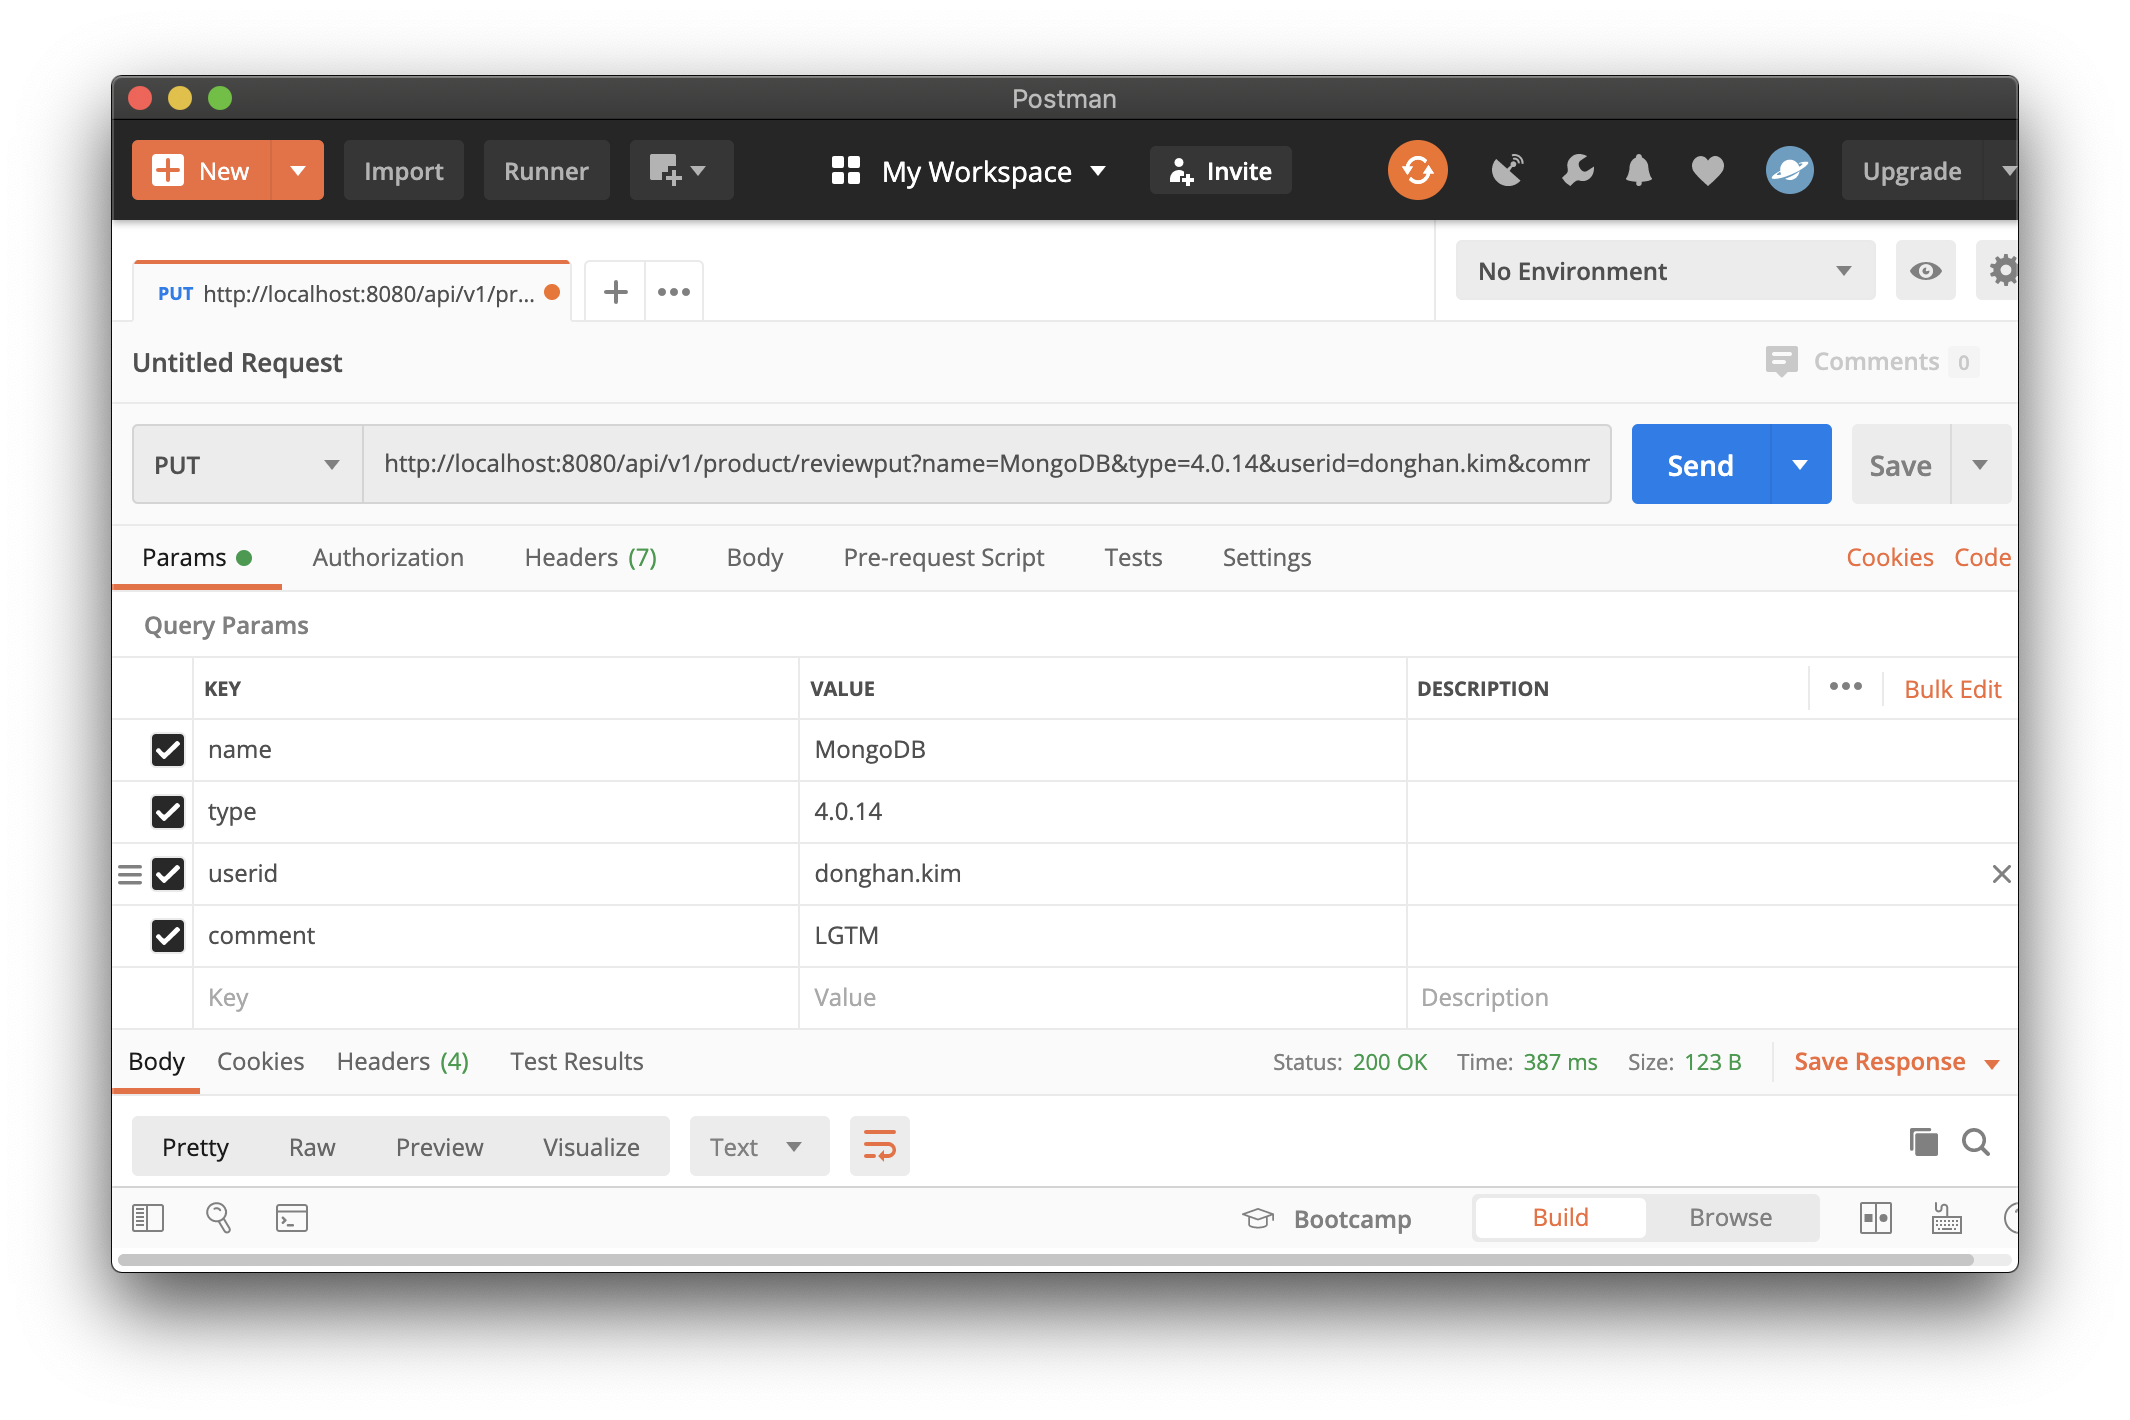 Postman
New Import Runner My Workspace Invite Upgrade
PUT http://localhost:8080/api/v1/pr... No Environment
Untitled Request Comments 0
PUT http://localhost:8080/api/v1/product/reviewput?name=MongoDB&type=4.0.14&userid=donghan.kim&comm Send Save
Params Authorization Headers (7) Body Pre-request Script Tests Settings Cookies Code
Query Params
KEY VALUE DESCRIPTION Bulk Edit
name MongoDB
type 4.0.14
userid donghan.kim
comment LGTM
Key Value Description
Body Cookies Headers (4) Test Results Status: 200 OK Time: 387 ms Size: 123 B Save Response
Pretty Raw Preview Visualize Text
Bootcamp Build Browse